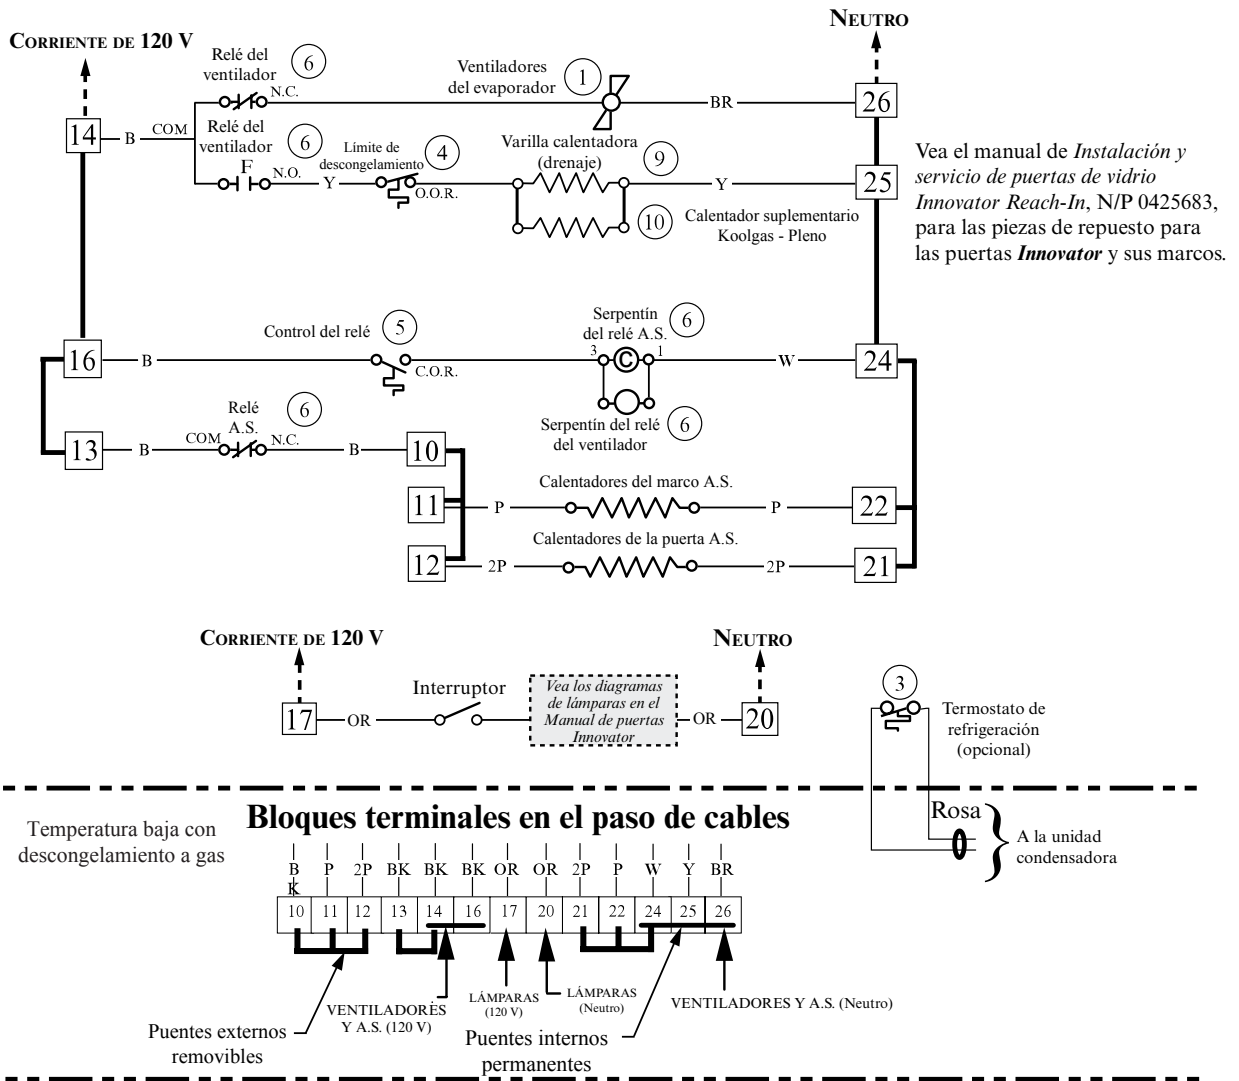 NEUTRO
CORRIENTE DE 120 V
Relé del
ventilador
6
N.C.
Ventiladores
del evaporador
1
BR
26
14
B
COM
Relé del
ventilador
6
F
N.O.
Y
Límite de
descongelamiento
4
O.O.R.
Varilla calentadora
(drenaje)
9
Y
25
10
Calentador suplementario
Koolgas - Pleno
Vea el manual de Instalación y
servicio de puertas de vidrio
Innovator Reach-In, N/P 0425683,
para las piezas de repuesto para
las puertas Innovator y sus marcos.
16
B
Control del relé
5
C.O.R.
Serpentín
del relé A.S.
6
3
C
1
W
24
Serpentín del relé
del ventilador
6
13
B
COM
Relé
A.S.
6
N.C.
B
10
11
P
Calentadores del marco A.S.
P
22
12
2P
Calentadores de la puerta A.S.
2P
21
CORRIENTE DE 120 V
NEUTRO
17
OR
Interruptor
Vea los diagramas
de lámparas en el
Manual de puertas
Innovator
OR
20
3
Termostato de
refrigeración
(opcional)
Rosa
A la unidad
condensadora
Temperatura baja con
descongelamiento a gas
Bloques terminales en el paso de cables
B
K
P 2P BK BK BK OR OR 2P P W Y BR
10 11 12 13 14 16 17 20 21 22 24 25 26
Puentes externos
removibles
VENTILADORES
Y A.S. (120 V)
LÁMPARAS
(120 V)
LÁMPARAS
(Neutro)
Puentes internos
permanentes
VENTILADORES Y A.S. (Neutro)